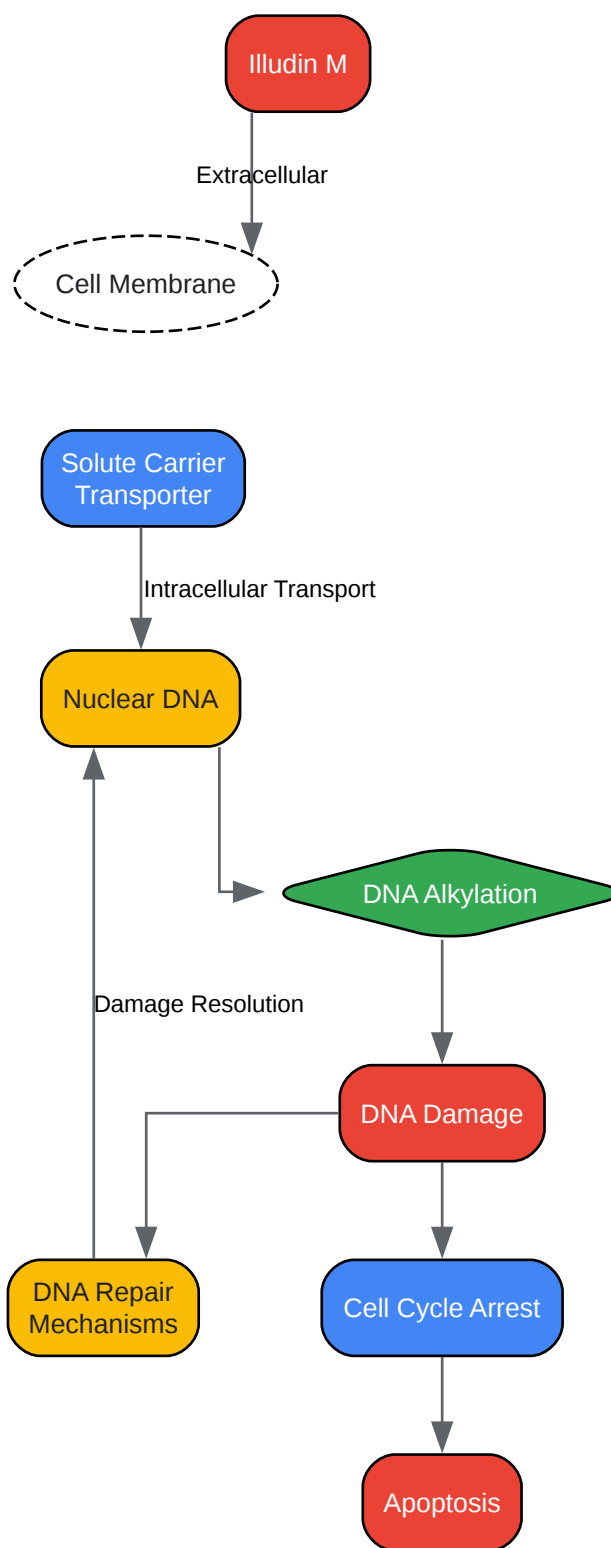 Illudin M
Extracellular
Cell Membrane
Solute Carrier
Transporter
Intracellular Transport
Nuclear DNA
DNA Alkylation
Damage Resolution
DNA Damage
DNA Repair
Mechanisms
Cell Cycle Arrest
Apoptosis